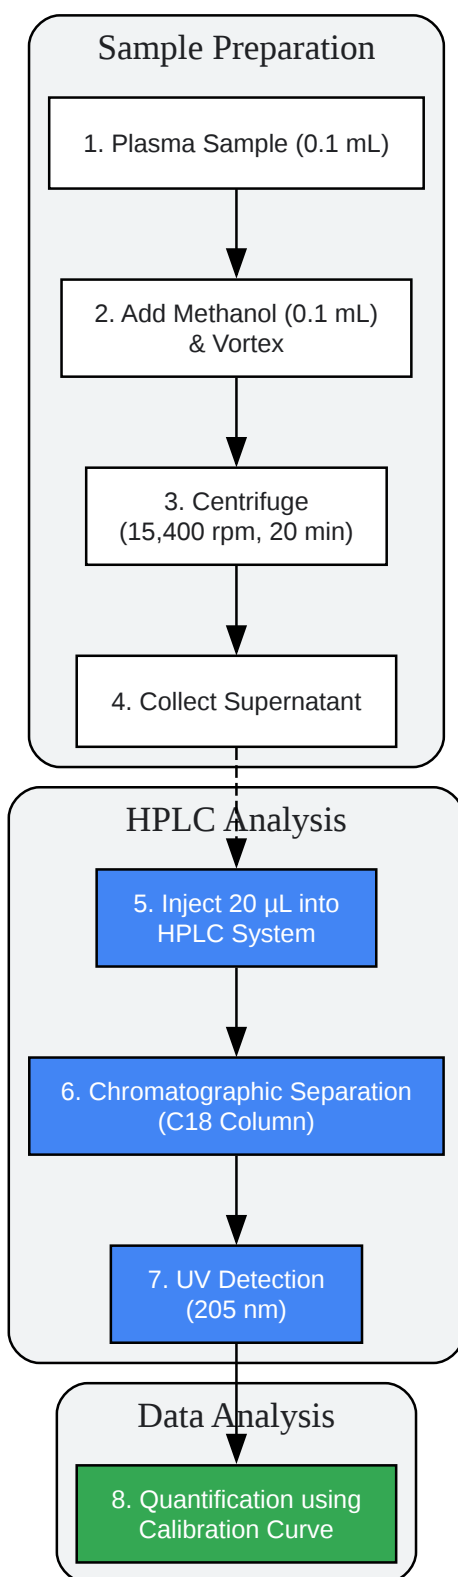 Sample Preparation
1. Plasma Sample (0.1 mL)
2. Add Methanol (0.1 mL)
& Vortex
3. Centrifuge
(15,400 rpm, 20 min)
4. Collect Supernatant
HPLC Analysis
5. Inject 20 µL into
HPLC System
6. Chromatographic Separation
(C18 Column)
7. UV Detection
(205 nm)
Data Analysis
8. Quantification using
Calibration Curve